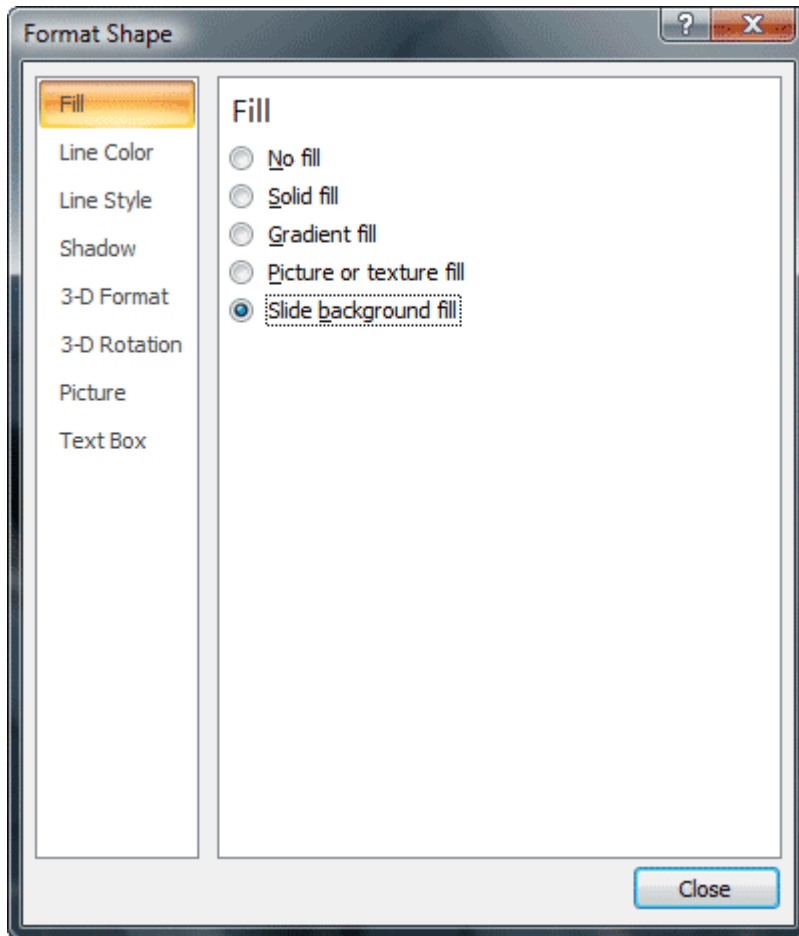 Format Shape
?
X
Fill
Line Color
Line Style
Shadow
3-D Format
3-D Rotation
Picture
Text Box
Fill
No fill
Solid fill
Gradient fill
Picture or texture fill
Slide background fill
Close